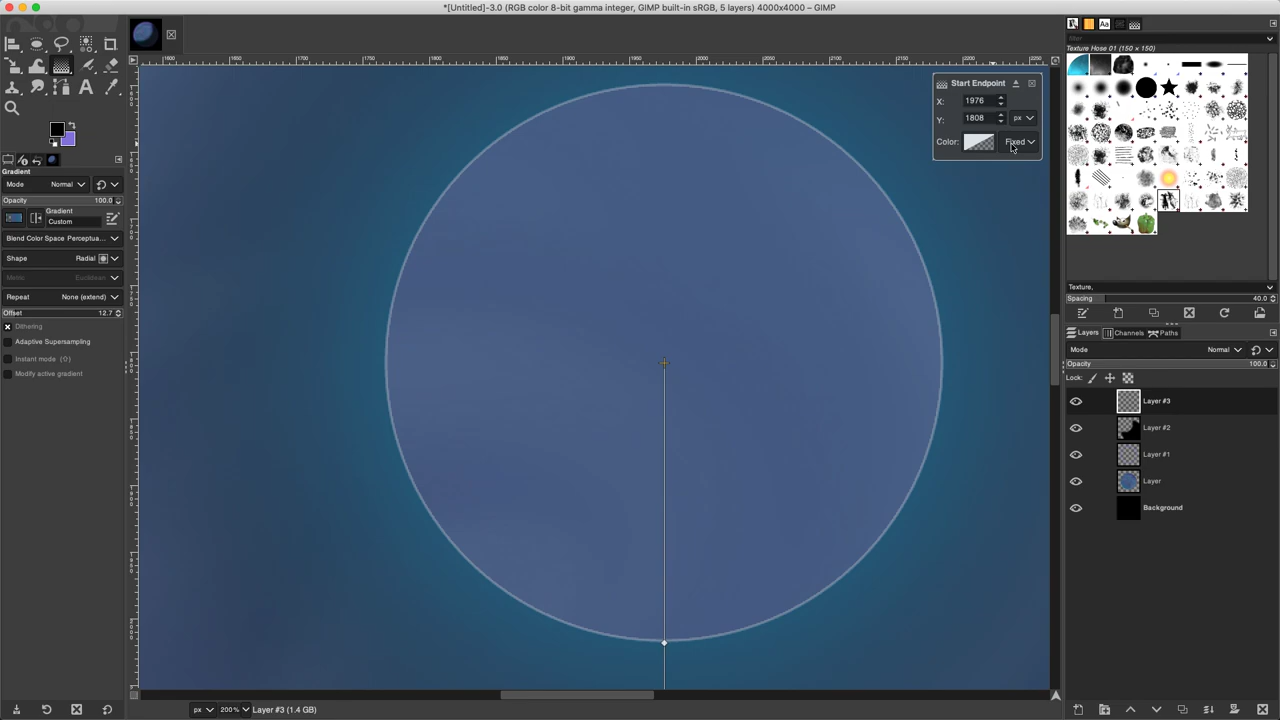 *[Untitled]-3.0 (RGB color 8-bit gamma integer, GIMP built-in sRGB, 5 layers) 4000x4000 – GIMP
Start Endpoint
X: 1976
Y: 1808 px
Color: Fixed
Gradient
Mode Normal
Opacity 100.0
Gradient
Custom
Blend Color Space Perceptua...
Shape Radial
Metric Euclidean
Repeat None (extend)
Offset 12.7
Dithering
Adaptive Supersampling
Instant mode (⇧)
Modify active gradient
px 200% Layer #3 (1.4 GB)
Aa
filter
Texture Hose 01 (150 × 150)
Texture,
Spacing 40.0
Layers Channels Paths
Mode Normal
Opacity 100.0
Lock:
Layer #3
Layer #2
Layer #1
Layer
Background